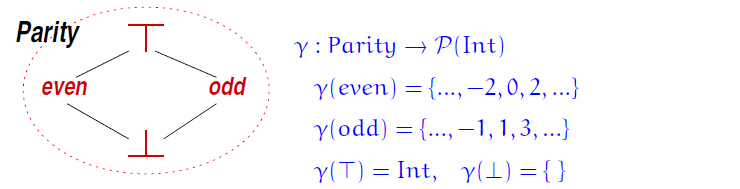 Parity
⊤
even odd
⊥
γ : Parity → 𝒫(Int)
γ(even) = {..., −2, 0, 2, ...}
γ(odd) = {..., −1, 1, 3, ...}
γ(⊤) = Int, γ(⊥) = { }